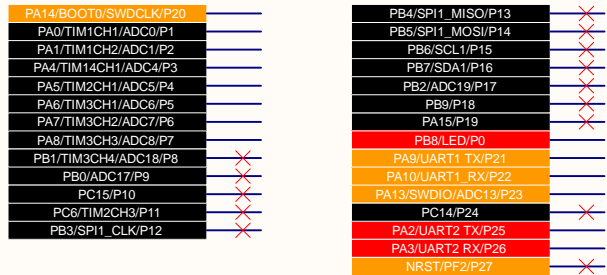 PA14/BOOT0/SWDCLK/P20
PA0/TIM1CH1/ADC0/P1
PA1/TIM1CH2/ADC1/P2
PA4/TIM14CH1/ADC4/P3
PA5/TIM2CH1/ADC5/P4
PA6/TIM3CH1/ADC6/P5
PA7/TIM3CH2/ADC7/P6
PA8/TIM3CH3/ADC8/P7
PB1/TIM3CH4/ADC18/P8
PB0/ADC17/P9
PC15/P10
PC6/TIM2CH3/P11
PB3/SPI1_CLK/P12
PB4/SPI1_MISO/P13
PB5/SPI1_MOSI/P14
PB6/SCL1/P15
PB7/SDA1/P16
PB2/ADC19/P17
PB9/P18
PA15/P19
PB8/LED/P0
PA9/UART1 TX/P21
PA10/UART1_RX/P22
PA13/SWDIO/ADC13/P23
PC14/P24
PA2/UART2 TX/P25
PA3/UART2 RX/P26
NRST/PF2/P27